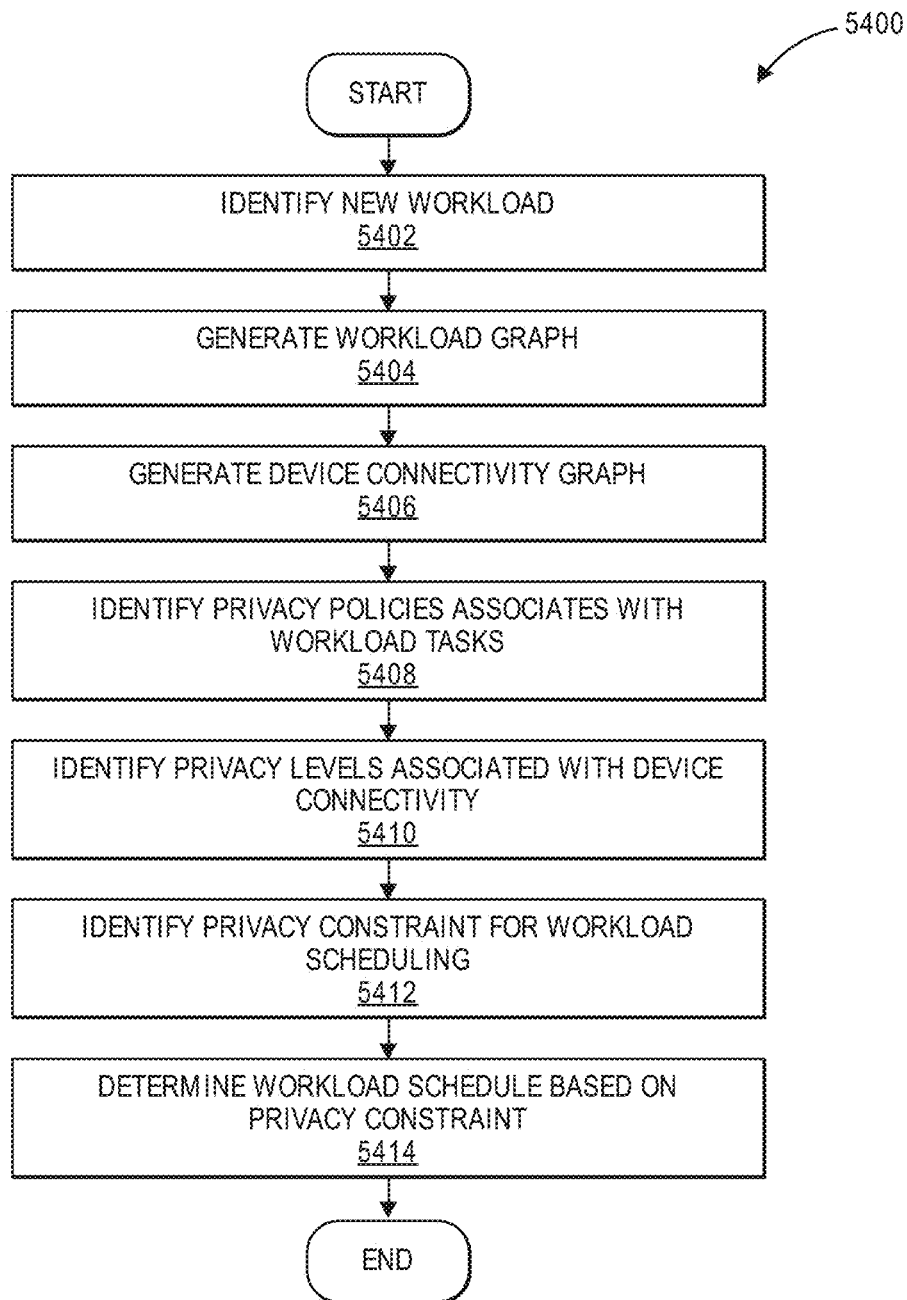 5400
START
IDENTIFY NEW WORKLOAD
5402
GENERATE WORKLOAD GRAPH
5404
GENERATE DEVICE CONNECTIVITY GRAPH
5406
IDENTIFY PRIVACY POLICIES ASSOCIATES WITH
WORKLOAD TASKS
5408
IDENTIFY PRIVACY LEVELS ASSOCIATED WITH DEVICE
CONNECTIVITY
5410
IDENTIFY PRIVACY CONSTRAINT FOR WORKLOAD
SCHEDULING
5412
DETERMINE WORKLOAD SCHEDULE BASED ON
PRIVACY CONSTRAINT
5414
END